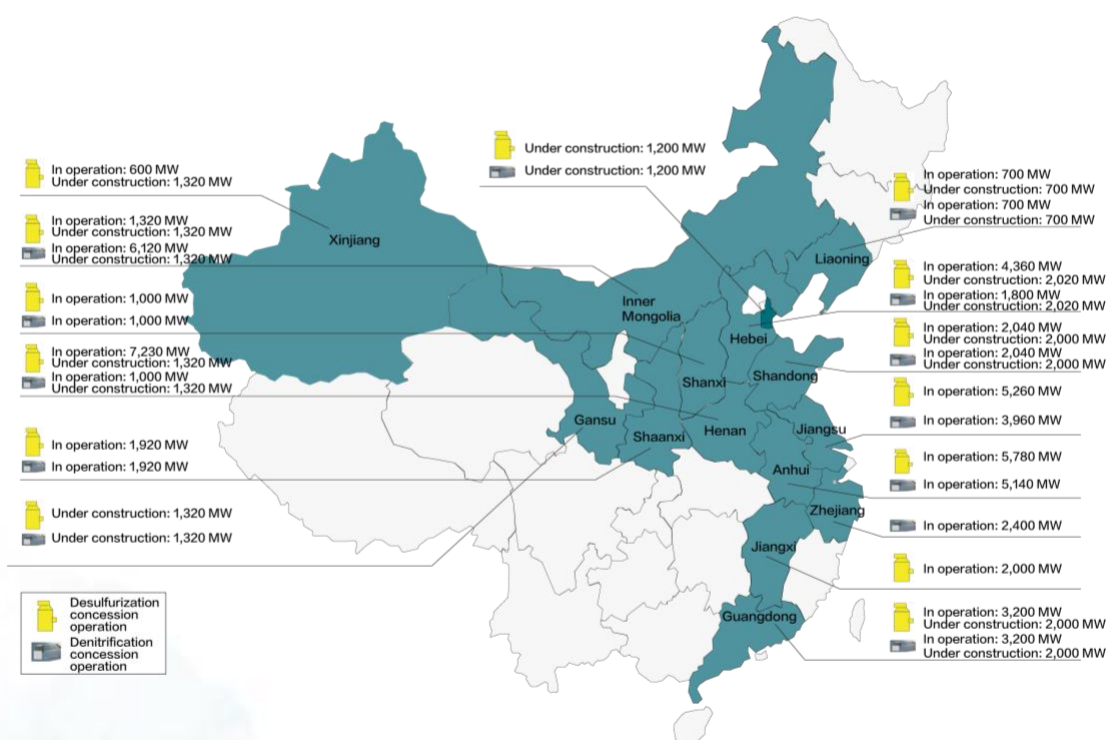 Under construction: 1,200 MW
Under construction: 1,200 MW
In operation: 600 MW
Under construction: 1,320 MW
In operation: 1,320 MW
Under construction: 1,320 MW
In operation: 6,120 MW
Under construction: 1,320 MW
In operation: 1,000 MW
In operation: 1,000 MW
In operation: 7,230 MW
Under construction: 1,320 MW
In operation: 1,000 MW
Under construction: 1,320 MW
In operation: 1,920 MW
In operation: 1,920 MW
Under construction: 1,320 MW
Under construction: 1,320 MW
Xinjiang
Inner
Mongolia
Liaoning
Hebei
Shanxi
Shandong
Gansu
Shaanxi
Henan
Jiangsu
Anhui
Zhejiang
Jiangxi
Guangdong
In operation: 700 MW
Under construction: 700 MW
In operation: 700 MW
Under construction: 700 MW
In operation: 4,360 MW
Under construction: 2,020 MW
In operation: 1,800 MW
Under construction: 2,020 MW
In operation: 2,040 MW
Under construction: 2,000 MW
In operation: 2,040 MW
Under construction: 2,000 MW
In operation: 5,260 MW
In operation: 3,960 MW
In operation: 5,780 MW
In operation: 5,140 MW
In operation: 2,400 MW
In operation: 2,000 MW
In operation: 3,200 MW
Under construction: 2,000 MW
In operation: 3,200 MW
Under construction: 2,000 MW
Desulfurization
concession
operation
Denitrification
concession
operation